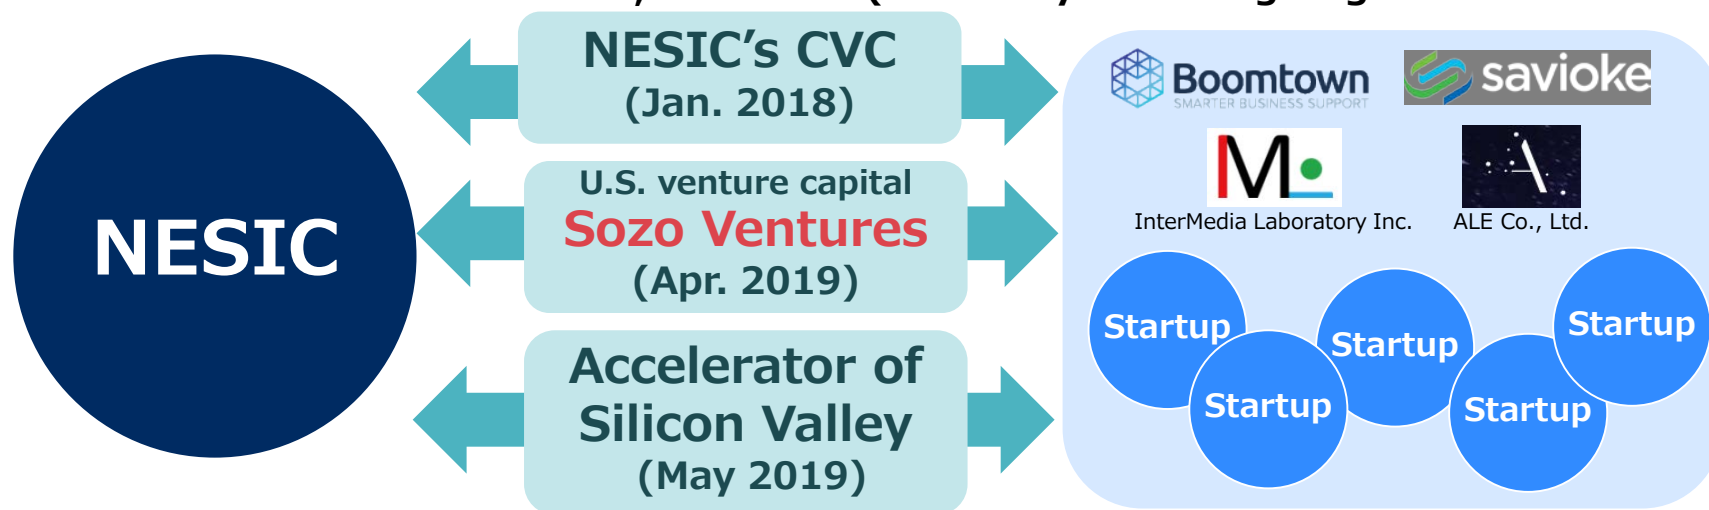 NESIC
NESIC’s CVC
(Jan. 2018)
U.S. venture capital
Sozo Ventures
(Apr. 2019)
Accelerator of
Silicon Valley
(May 2019)
Boomtown
SMARTER BUSINESS SUPPORT
savioke
InterMedia Laboratory Inc.
ALE Co., Ltd.
Startup
Startup
Startup
Startup
Startup